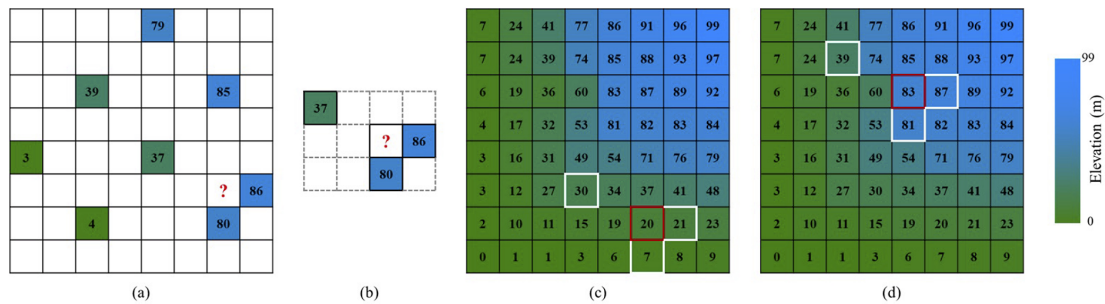 79
39 85
3 37
? 86
4 80
(a)
37
? 86
80
(b)
7 24 41 77 86 91 96 99
7 24 39 74 85 88 93 97
6 19 36 60 83 87 89 92
4 17 32 53 81 82 83 84
3 16 31 49 54 71 76 79
3 12 27 30 34 37 41 48
2 10 11 15 19 20 21 23
0 1 1 3 6 7 8 9
(c)
7 24 41 77 86 91 96 99
7 24 39 74 85 88 93 97
6 19 36 60 83 87 89 92
4 17 32 53 81 82 83 84
3 16 31 49 54 71 76 79
3 12 27 30 34 37 41 48
2 10 11 15 19 20 21 23
0 1 1 3 6 7 8 9
(d)
99
0
Elevation (m)